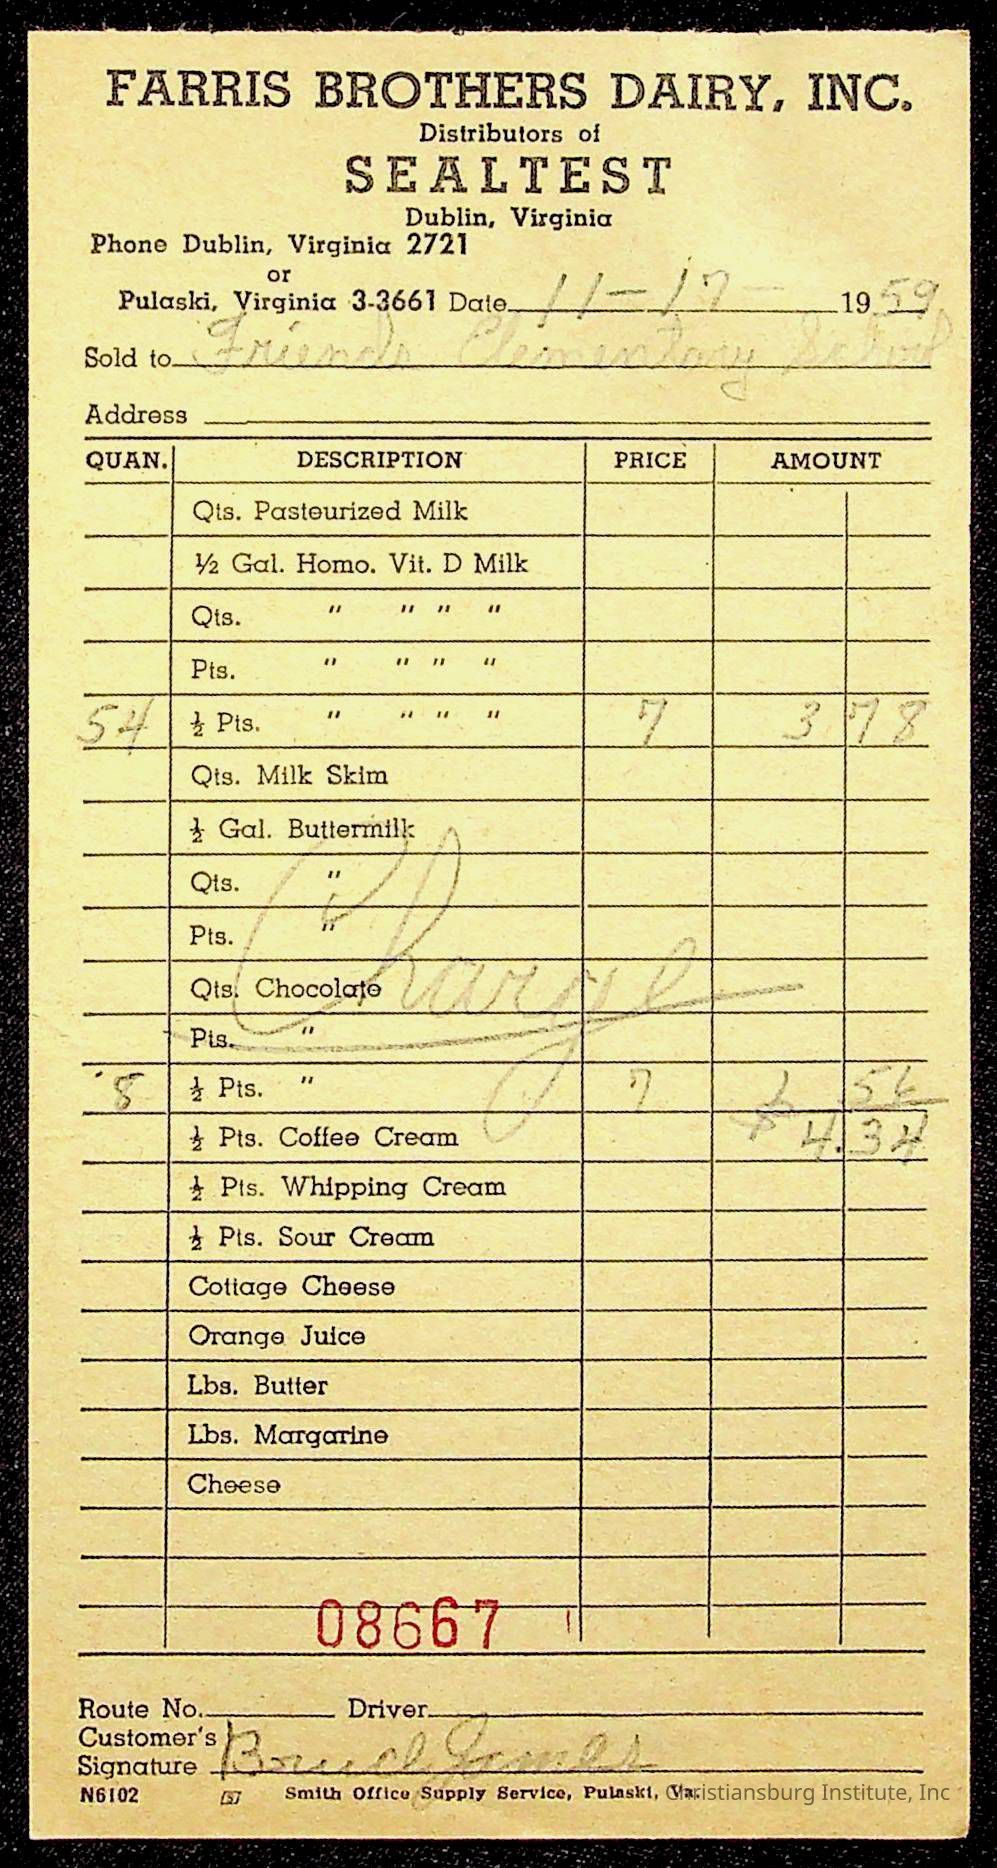 FARRIS BROTHERS DAIRY, INC.
Distributors of
SEALTEST
Dublin, Virginia
Phone Dublin, Virginia 2721
or
Pulaski, Virginia 3-3661 Date 11-17 1959
Sold to Friends Elementary School
Address
QUAN. DESCRIPTION PRICE AMOUNT
Qts. Pasteurized Milk
½ Gal. Homo. Vit. D Milk
Qts. " " " "
Pts. " " " "
54 ½ Pts. " " " " 7 3 78
Qts. Milk Skim
½ Gal. Buttermilk
Qts. "
Pts. "
Charge
Qts. Chocolate
Pts. "
8 ½ Pts. " 7 56
½ Pts. Coffee Cream $ 4.34
½ Pts. Whipping Cream
½ Pts. Sour Cream
Cottage Cheese
Orange Juice
Lbs. Butter
Lbs. Margarine
Cheese
08667
Route No. Driver
Customer's
Signature James
N6102 Smith Office Supply Service, Pulaski, Va.
Christiansburg Institute, Inc